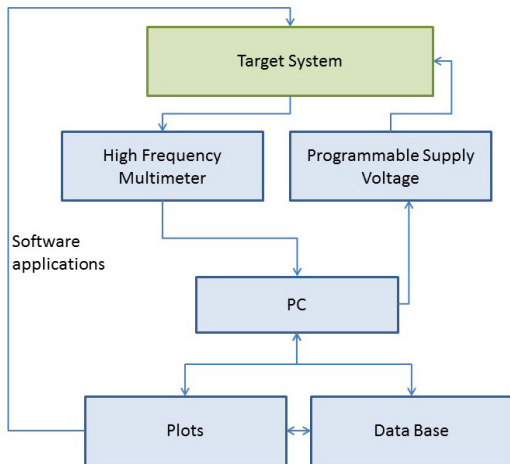 Target System
High Frequency
Multimeter
Programmable Supply
Voltage
Software
applications
PC
Plots
Data Base